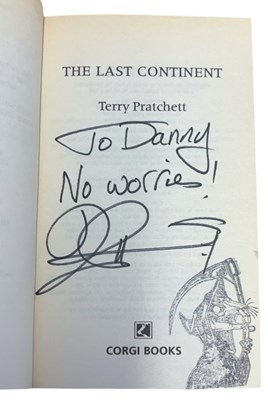 THE LAST CONTINENT
Terry Pratchett
To Danny
No worries!
CORGI BOOKS